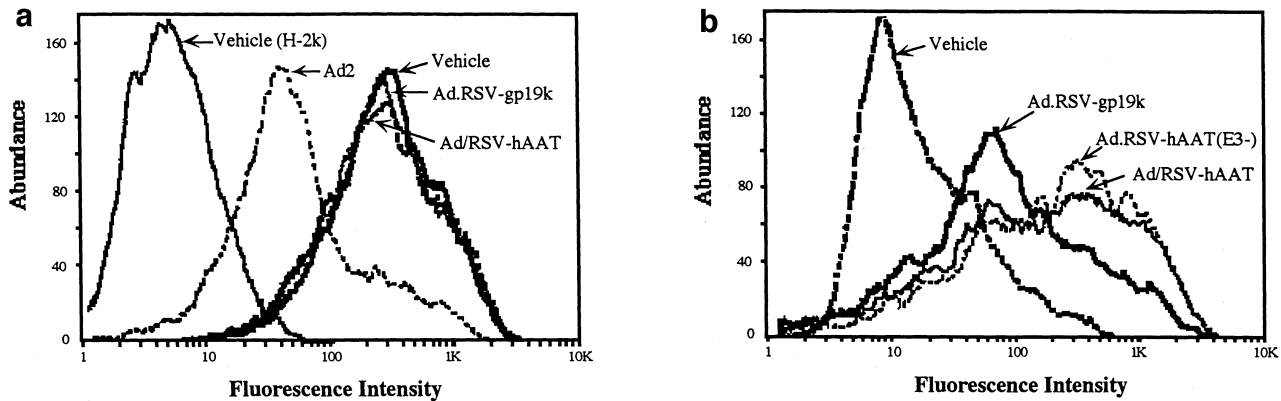 a
Abundance
160
120
80
40
0
Vehicle (H-2k)
Ad2
Vehicle
Ad.RSV-gp19k
Ad/RSV-hAAT
1
10
100
1K
10K
Fluorescence Intensity
b
Abundance
160
120
80
40
0
Vehicle
Ad.RSV-gp19k
Ad.RSV-hAAT(E3-)
Ad/RSV-hAAT
1
10
100
1K
10K
Fluorescence Intensity